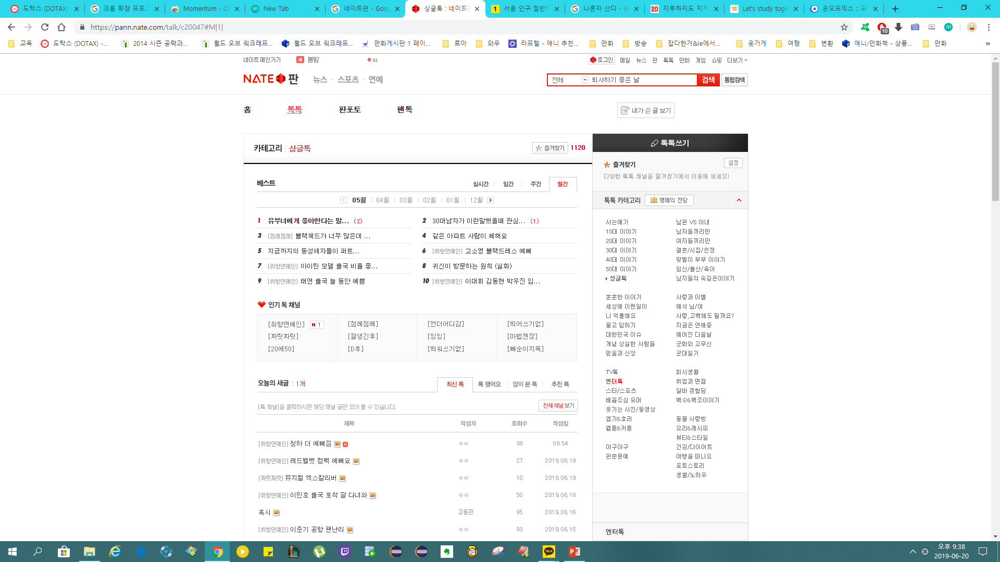 도탁스 (DOTAX)
크롬 확장 프로그
Momentum - Ch
New Tab
네이트판 - Goog
싱글톡 : 네이트판
서울 인구 절반이
나혼자 산다 - G
지루하지도 지치
Let's study toge
온오프믹스 :: 모
https://pann.nate.com/talk/c20047#M|1|
10
교육
도탁스 (DOTAX) -...
2014 시즌 공략과...
월드 오브 워크래프...
월드 오브 워크래프...
만화게시판 1 페이...
로아
와우
라프텔 - 애니 추천...
만화
방송
잡다한거&ie에서...
옷가게
여행
변환
애니/만화책 - 상품...
만화
네이트메인가기
4 봄밤
61
로그인 메일 뉴스 판 톡톡 만화 게임 쇼핑 더보기
NATE 판
뉴스 · 스포츠 · 연예
전체 퇴사하기 좋은 날 검색 통합검색
홈 톡톡 판포토 팬톡
내가 쓴 글 보기
카테고리 싱글톡
즐겨찾기 1120
베스트
실시간 일간 주간 월간
05월 04월 03월 02월 01월 12월
1 유부녀에게 좋아한다는 말... (2)
2 30대남자가 이런말했을때 관심... (1)
3 [점례점례] 블랙헤드가 너무 많은데 ...
4 같은 아파트 사람이 쎄해요
5 지금까지의 동성애자들이 퍼트...
6 [취향연예인] 고소영 블랙드레스 예뻐
7 [취향연예인] 아이린 모델 출국 비율 좋...
8 귀신이 방문하는 원칙 (실화)
9 [취향연예인] 태연 출국 늘 동안 예쁨
10 [취향연예인] 이대휘 김동현 박우진 임...
인기 톡 채널
[취향연예인] N 1 [점례점례] [언더어디감] [띄어쓰기없]
[짜릿짜릿] [잘생긴후] [잉잉] [마법젠장]
[20에50] [D후] [띄워쓰기없] [빠순이지옥]
오늘의 새글 1개
최신 톡 톡 됐어요 많이 본 톡 추천 톡
[톡 채널]을 클릭하시면 해당 채널 글만 모아 볼 수 있습니다.
전체 채널 보기
제목 작성자 조회수 작성일
[취향연예인] 청하 더 예뻐짐 N ㅇㅇ 38 09:54
[취향연예인] 레드벨벳 컴백 예뻐요 ㅇㅇ 27 2019.06.19
[짜릿짜릿] 뮤지컬 엑스칼리버 ㅇㅇ 10 2019.06.19
[취향연예인] 이민호 출국 포착 잘 다녀와 ㅇㅇ 50 2019.06.18
혹시 고동관 95 2019.06.16
[취향연예인] 이준기 공항 팬난리 ㅇㅇ 93 2019.06.15
톡톡쓰기
즐겨찾기
설정
다양한 톡톡 채널을 즐겨찾기에서 이용해 보세요!
톡톡 카테고리 명예의 전당
사는얘기 남편 VS 아내
10대 이야기 남자들끼리만
20대 이야기 여자들끼리만
30대 이야기 결혼/시집/친정
40대 이야기 맞벌이 부부 이야기
50대 이야기 임신/출산/육아
싱글톡 남자들의 속깊은이야기
훈훈한 이야기 사랑과 이별
세상에 이런일이 해석 남/여
나 억울해요 사랑,고백해도 될까요?
묻고 답하기 지금은 연애중
대한민국 이슈 헤어진 다음날
개념 상실한 사람들 군화와 고무신
믿음과 신앙 군대일기
TV톡 회사생활
엔터톡 취업과 면접
스타/스포츠 알바 경험담
배꼽조심 유머 백수&백조이야기
웃기는 사진/동영상
엽기&호러 동물 사랑방
웹툰&카툰 요리&레시피
뷰티&스타일
야구야구 건강/다이어트
판춘문예 여행을 떠나요
포토스토리
생활/노하우
엔터톡
TALK
오후 9:38
2019-06-20